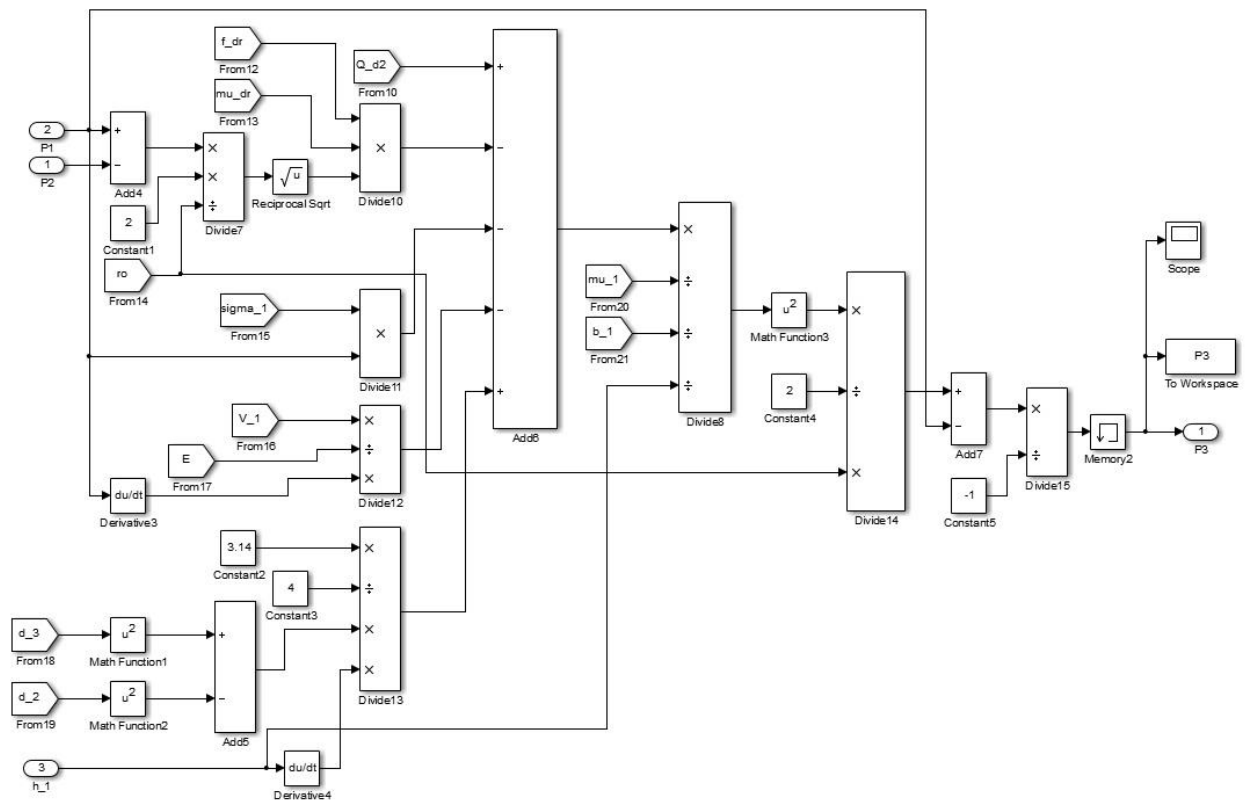 f_dr
From12
mu_dr
From13
Q_d2
From10
2
P1
1
P2
+
−
Add4
×
×
÷
Divide7
2
Constant1
√u
Reciprocal Sqrt
×
Divide10
ro
From14
sigma_1
From15
×
Divide11
V_1
From16
E
From17
×
÷
×
Divide12
du/dt
Derivative3
3.14
Constant2
4
Constant3
×
÷
×
×
Divide13
d_3
From18
u²
Math Function1
d_2
From19
u²
Math Function2
+
−
Add5
3
h_1
du/dt
Derivative4
+
−
−
−
+
Add6
mu_1
From20
b_1
From21
×
÷
÷
÷
Divide8
u²
Math Function3
2
Constant4
×
÷
×
Divide14
+
−
Add7
-1
Constant5
×
÷
Divide15
Memory2
Scope
P3
To Workspace
1
P3